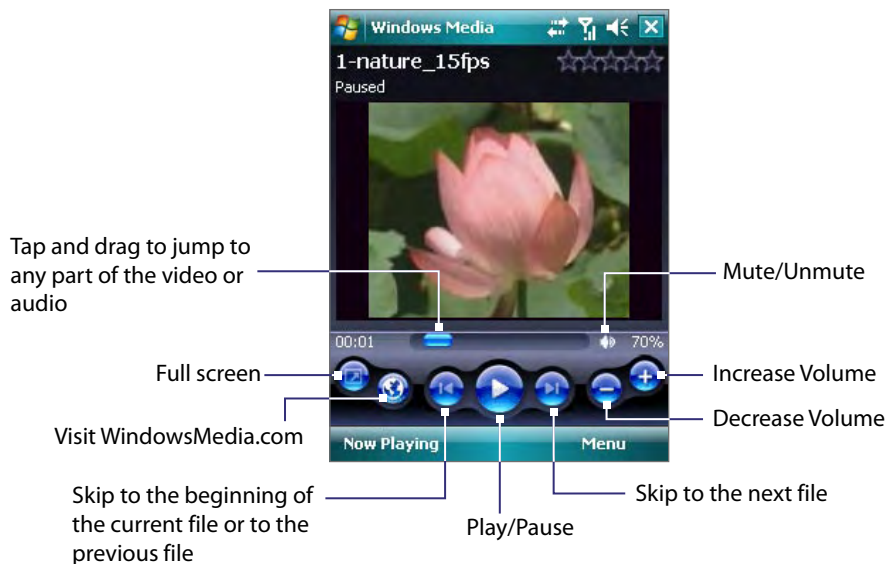 Windows Media
1-nature_15fps
Paused
Tap and drag to jump to
any part of the video or
audio
Mute/Unmute
00:01
70%
Full screen
Increase Volume
Decrease Volume
Visit WindowsMedia.com
Now Playing
Menu
Skip to the beginning of
the current file or to the
previous file
Play/Pause
Skip to the next file